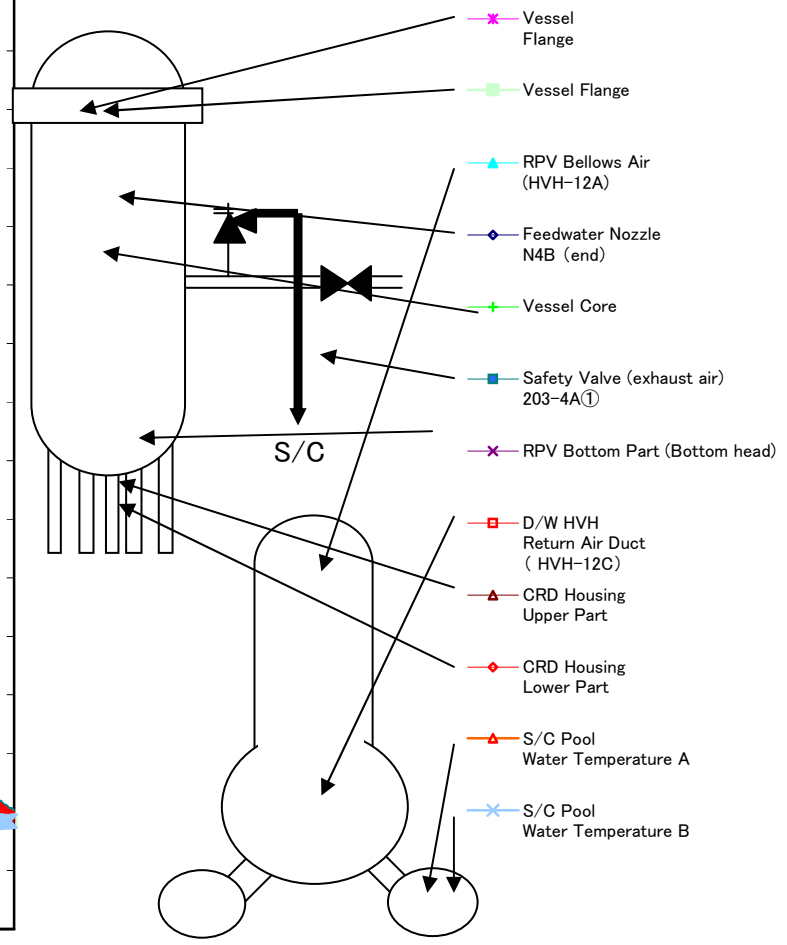 Vessel
Flange
Vessel Flange
RPV Bellows Air
(HVH-12A)
Feedwater Nozzle
N4B (end)
Vessel Core
Safety Valve (exhaust air)
203-4A①
S/C
RPV Bottom Part (Bottom head)
D/W HVH
Return Air Duct
( HVH-12C)
CRD Housing
Upper Part
CRD Housing
Lower Part
S/C Pool
Water Temperature A
S/C Pool
Water Temperature B